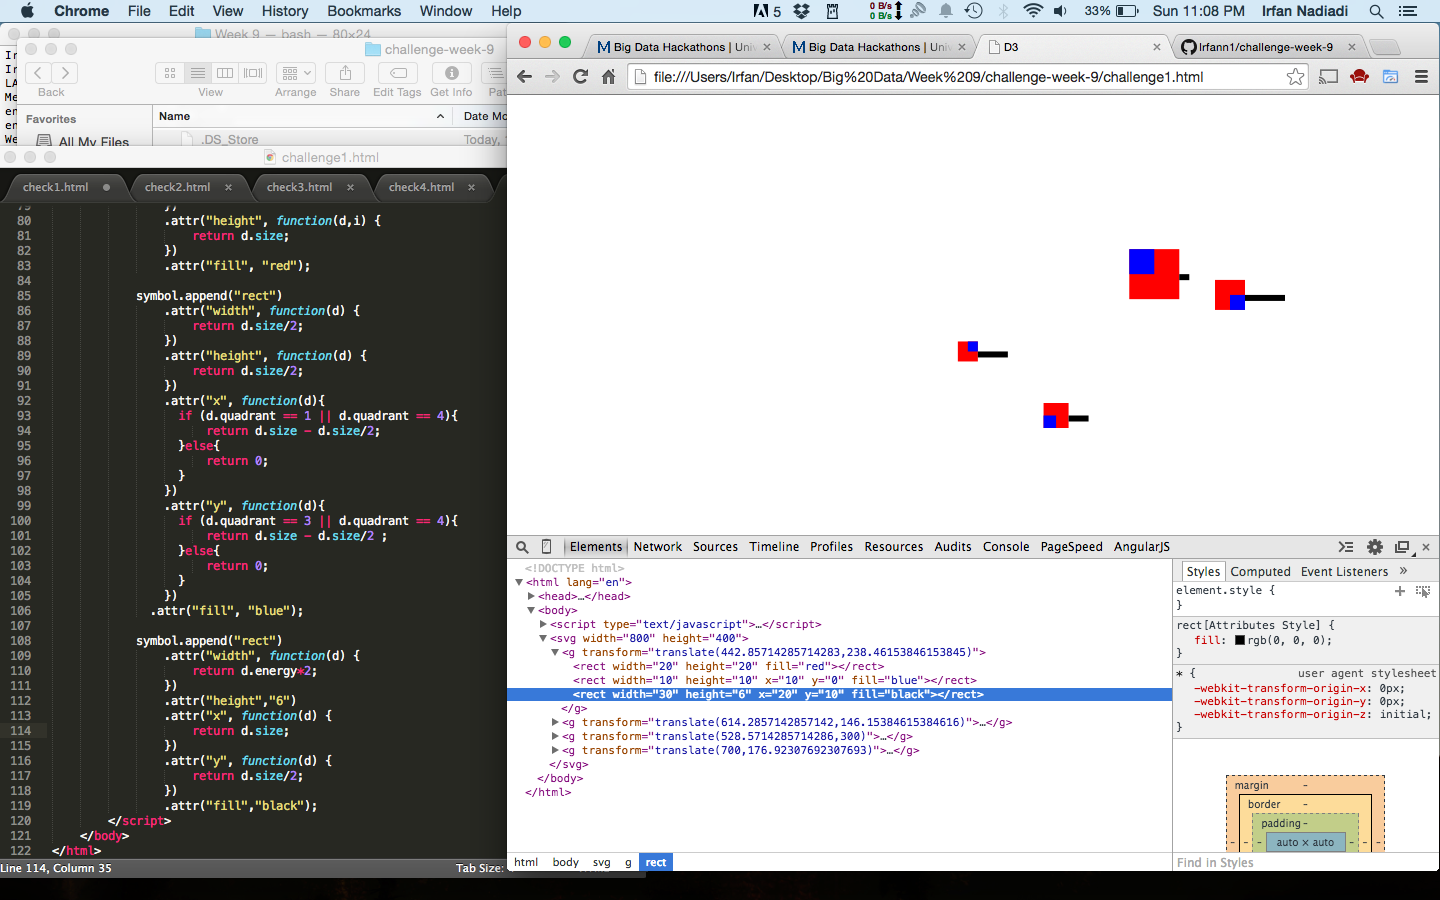 Chrome File Edit View History Bookmarks Window Help
5 0 B/s 0 B/s 33% Sun 11:08 PM Irfan Nadiadi
Week 9 — bash — 80×24
challenge-week-9
Back View Arrange Share Edit Tags Get Info
Favorites
All My Files
Name Date Mo
.DS_Store Today,
challenge1.html
check1.html check2.html check3.html check4.html
79 })
80 .attr("height", function(d,i) {
81 return d.size;
82 })
83 .attr("fill", "red");
84
85 symbol.append("rect")
86 .attr("width", function(d) {
87 return d.size/2;
88 })
89 .attr("height", function(d) {
90 return d.size/2;
91 })
92 .attr("x", function(d){
93 if (d.quadrant == 1 || d.quadrant == 4){
94 return d.size - d.size/2;
95 }else{
96 return 0;
97 }
98 })
99 .attr("y", function(d){
100 if (d.quadrant == 3 || d.quadrant == 4){
101 return d.size - d.size/2 ;
102 }else{
103 return 0;
104 }
105 })
106 .attr("fill", "blue");
107
108 symbol.append("rect")
109 .attr("width", function(d) {
110 return d.energy*2;
111 })
112 .attr("height","6")
113 .attr("x", function(d) {
114 return d.size;
115 })
116 .attr("y", function(d) {
117 return d.size/2;
118 })
119 .attr("fill","black");
120 </script>
121 </body>
122 </html>
Line 114, Column 35 Tab Size:
Big Data Hackathons | Univ Big Data Hackathons | Univ D3 Irfann1/challenge-week-9
file:///Users/Irfan/Desktop/Big%20Data/Week%209/challenge-week-9/challenge1.html
Elements Network Sources Timeline Profiles Resources Audits Console PageSpeed AngularJS
<!DOCTYPE html>
<html lang="en">
<head>…</head>
<body>
<script type="text/javascript">…</script>
<svg width="800" height="400">
<g transform="translate(442.85714285714283,238.46153846153845)">
<rect width="20" height="20" fill="red"></rect>
<rect width="10" height="10" x="10" y="0" fill="blue"></rect>
<rect width="30" height="6" x="20" y="10" fill="black"></rect>
</g>
<g transform="translate(614.2857142857142,146.15384615384616)">…</g>
<g transform="translate(528.5714285714286,300)">…</g>
<g transform="translate(700,176.92307692307693)">…</g>
</svg>
</body>
</html>
html body svg g rect
Styles Computed Event Listeners »
element.style {
}
rect[Attributes Style] {
fill: rgb(0, 0, 0);
}
* { user agent stylesheet
-webkit-transform-origin-x: 0px;
-webkit-transform-origin-y: 0px;
-webkit-transform-origin-z: initial;
}
margin -
border -
padding -
- - - auto × auto - - -
Find in Styles